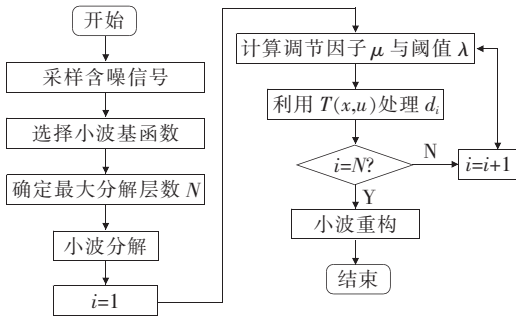 开始
采样含噪信号
选择小波基函数
确定最大分解层数 N
小波分解
i=1
计算调节因子 μ 与阈值 λ
利用 T(x,u) 处理 di
i=N?
N
i=i+1
Y
小波重构
结束